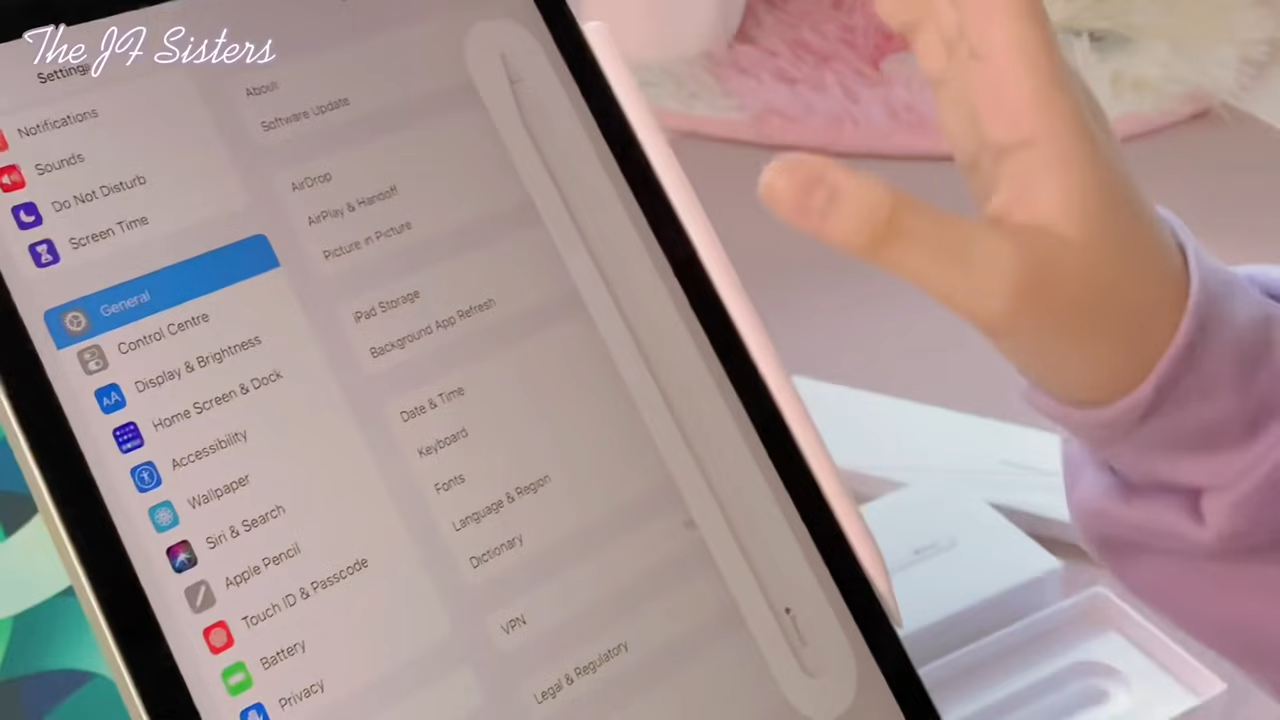 The JF Sisters
Settings
Notifications
Sounds
Do Not Disturb
Screen Time
General
Control Centre
Display & Brightness
Home Screen & Dock
Accessibility
Wallpaper
Siri & Search
Apple Pencil
Touch ID & Passcode
Battery
Privacy
About
Software Update
AirDrop
AirPlay & Handoff
Picture in Picture
iPad Storage
Background App Refresh
Date & Time
Keyboard
Fonts
Language & Region
Dictionary
VPN
Legal & Regulatory